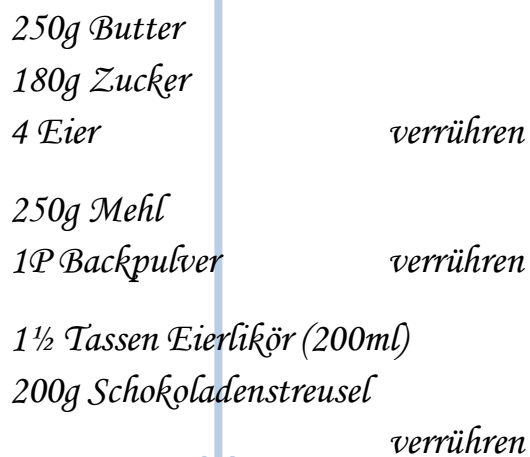 250g Butter
180g Zucker
4 Eier verrühren
250g Mehl
1P Backpulver verrühren
1½ Tassen Eierlikör (200ml)
200g Schokoladenstreusel
verrühren